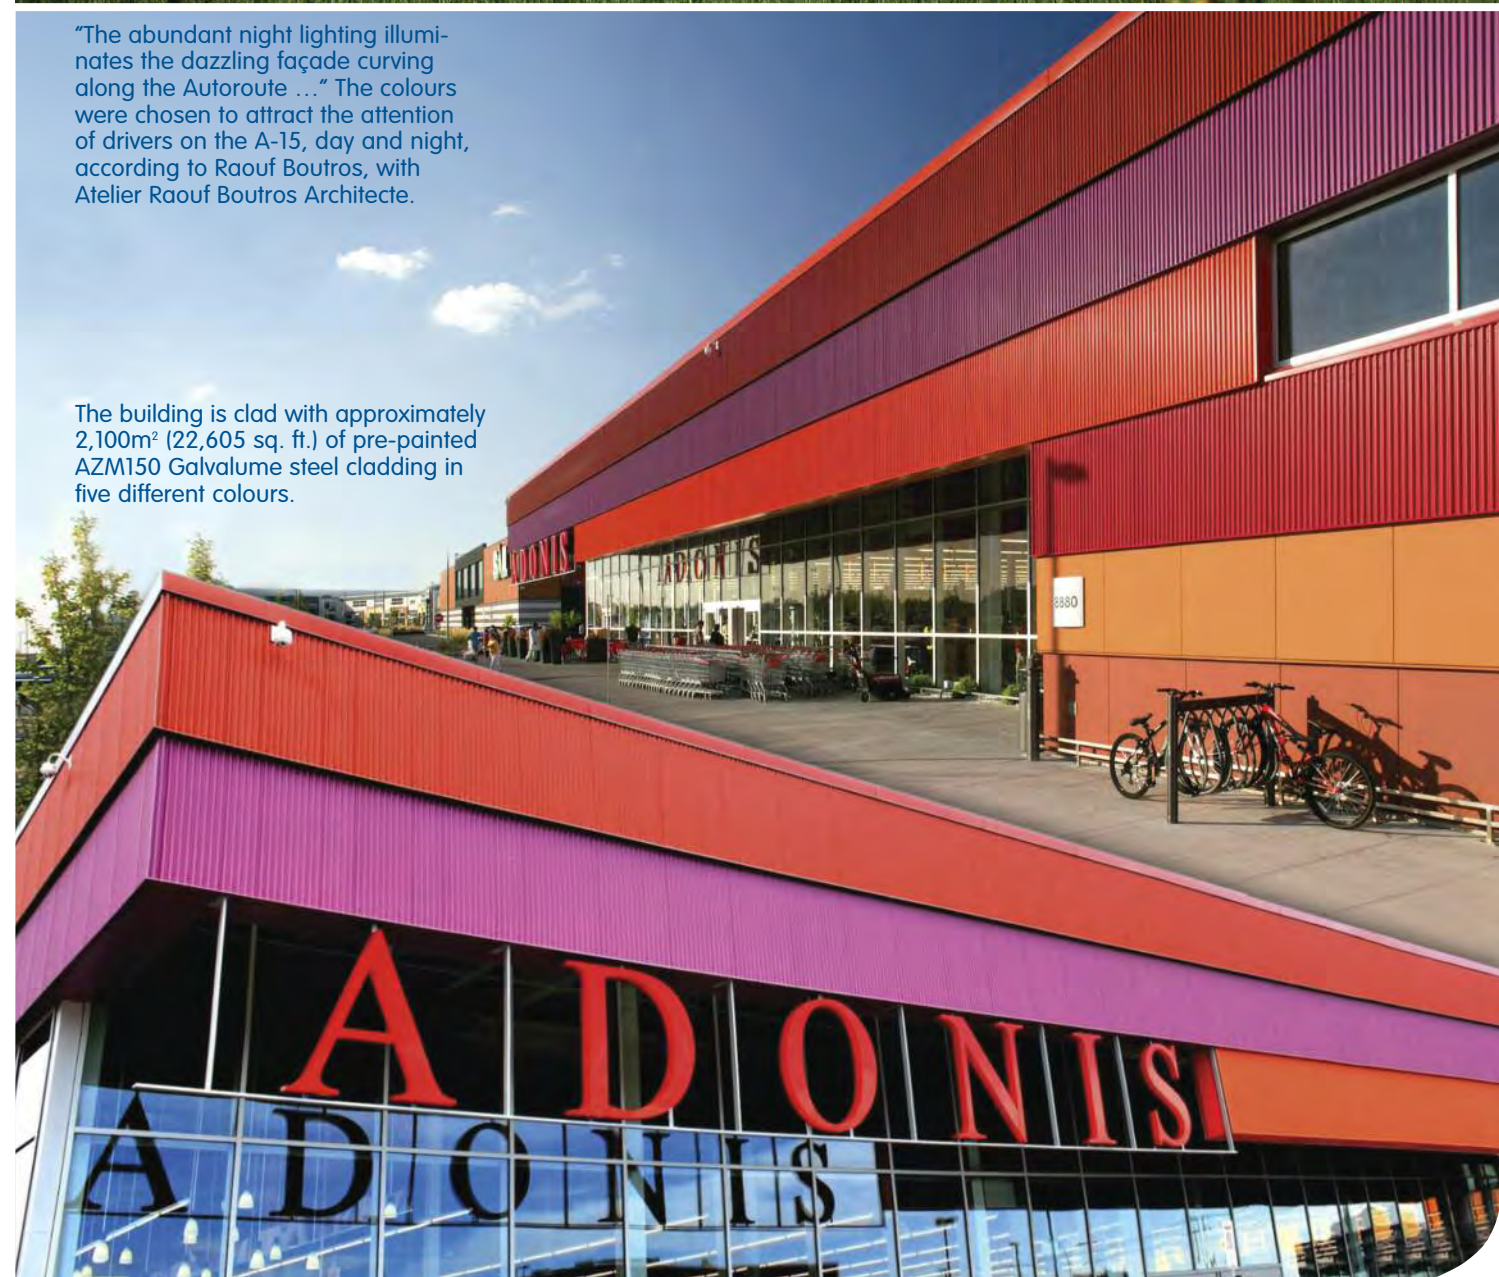 “The abundant night lighting illumi-
nates the dazzling façade curving
along the Autoroute …” The colours
were chosen to attract the attention
of drivers on the A-15, day and night,
according to Raouf Boutros, with
Atelier Raouf Boutros Architecte.
The building is clad with approximately
2,100m² (22,605 sq. ft.) of pre-painted
AZM150 Galvalume steel cladding in
five different colours.
ADONIS
ADONIS
8880
ADONIS
ADONIS